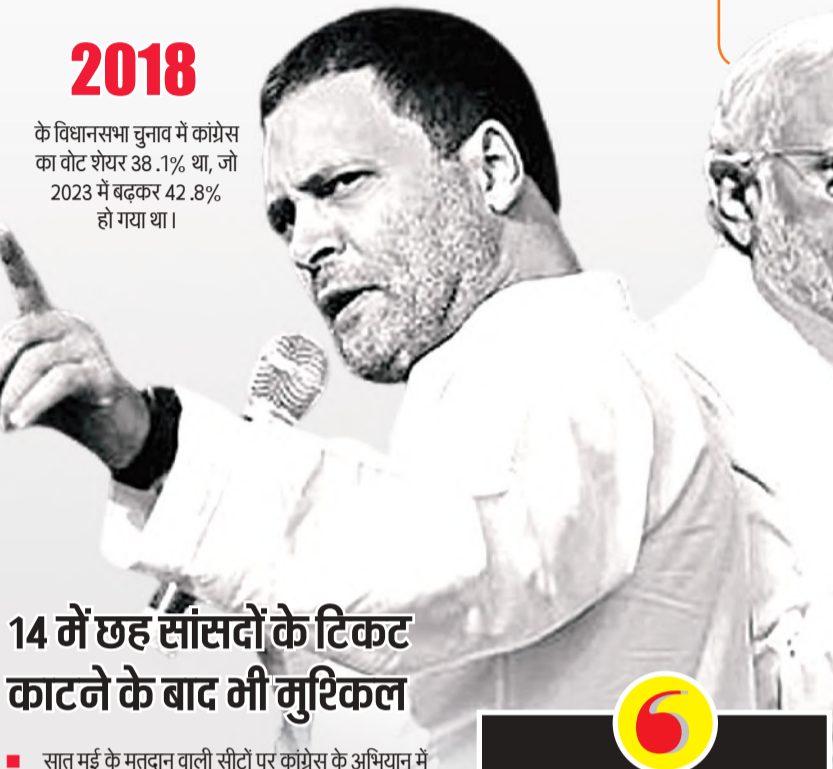 2018
के विधानसभा चुनाव में कांग्रेस
का वोट शेयर 38.1% था, जो
2023 में बढ़कर 42.8%
हो गया था।
14 में छह सांसदों के टिकट
काटने के बाद भी मुश्किल
सात मई के मतदान वाली सीटों पर कांग्रेस के अभियान में